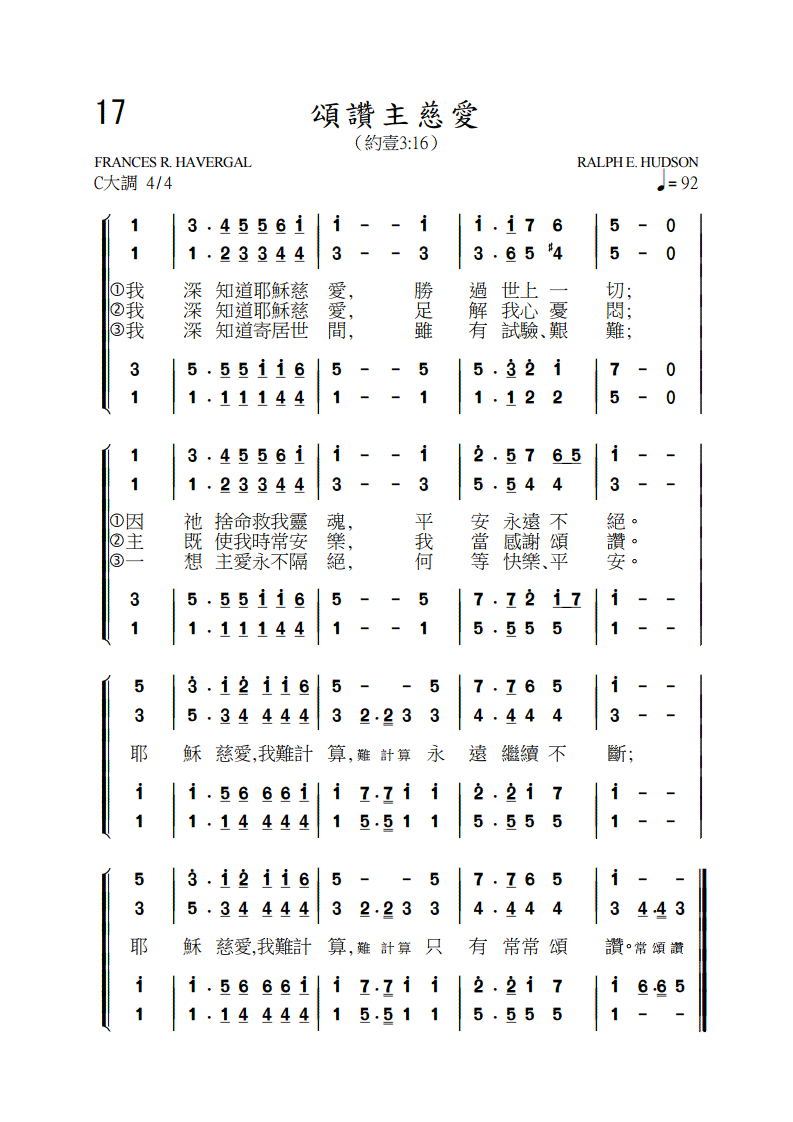 17
頌讚主慈愛
（約壹3:16）
FRANCES R. HAVERGAL RALPH E. HUDSON
C大調 4/4 ♩= 92
1 | 3 . 4 5 5 6 i | i - - i | i . i 7 6 | 5 - 0
1 | 1 . 2 3 3 4 4 | 3 - - 3 | 3 . 6 5 ♯4 | 5 - 0
①我 深 知道耶穌慈 愛, 勝 過 世上 一 切;
②我 深 知道耶穌慈 愛, 足 解 我心 憂 悶;
③我 深 知道寄居世 間, 雖 有 試驗、艱 難;
3 | 5 . 5 5 i i 6 | 5 - - 5 | 5 . 3 2 i | 7 - 0
1 | 1 . 1 1 1 4 4 | 1 - - 1 | 1 . 1 2 2 | 5 - 0
1 | 3 . 4 5 5 6 i | i - - i | 2 . 5 7 6 5 | i - -
1 | 1 . 2 3 3 4 4 | 3 - - 3 | 5 . 5 4 4 | 3 - -
①因 祂 捨命救我靈 魂, 平 安 永遠 不 絕。
②主 既 使我時常安 樂, 我 當 感謝 頌 讚。
③一 想 主愛永不隔 絕, 何 等 快樂、平 安。
3 | 5 . 5 5 i i 6 | 5 - - 5 | 7 . 7 2 i 7 | i - -
1 | 1 . 1 1 1 4 4 | 1 - - 1 | 5 . 5 5 5 | 1 - -
5 | 3 . i 2 i i 6 | 5 - - 5 | 7 . 7 6 5 | i - -
3 | 5 . 3 4 4 4 4 | 3 2 . 2 3 3 | 4 . 4 4 4 | 3 - -
耶 穌 慈愛,我難計 算, 難 計 算 永 遠 繼續 不 斷;
i | i . 5 6 6 6 i | i 7 . 7 i i | 2 . 2 i 7 | i - -
1 | 1 . 1 4 4 4 4 | 1 5 . 5 1 1 | 5 . 5 5 5 | 1 - -
5 | 3 . i 2 i i 6 | 5 - - 5 | 7 . 7 6 5 | i - -
3 | 5 . 3 4 4 4 4 | 3 2 . 2 3 3 | 4 . 4 4 4 | 3 4 . 4 3
耶 穌 慈愛,我難計 算, 難 計 算 只 有 常常 頌 讚。常 頌 讚
i | i . 5 6 6 6 i | i 7 . 7 i i | 2 . 2 i 7 | i 6 . 6 5
1 | 1 . 1 4 4 4 4 | 1 5 . 5 1 1 | 5 . 5 5 5 | 1 - -